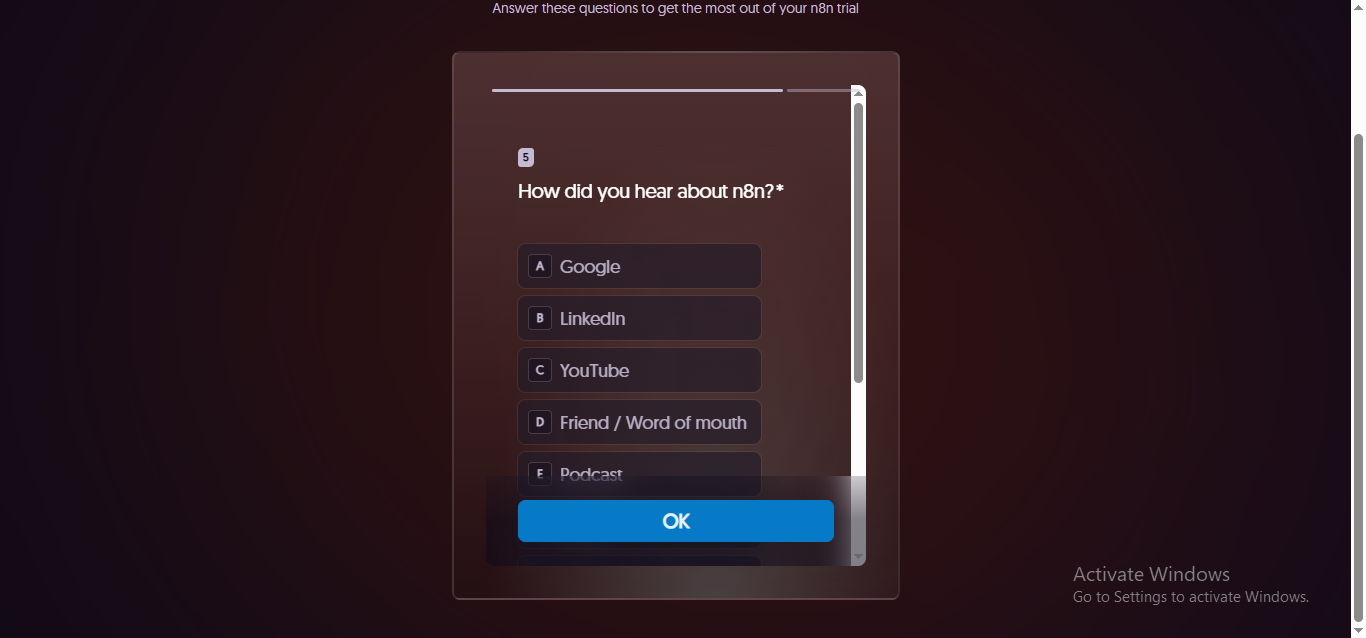 Answer these questions to get the most out of your n8n trial
5
How did you hear about n8n?*
A Google
B LinkedIn
C YouTube
D Friend / Word of mouth
E Podcast
OK
Activate Windows
Go to Settings to activate Windows.